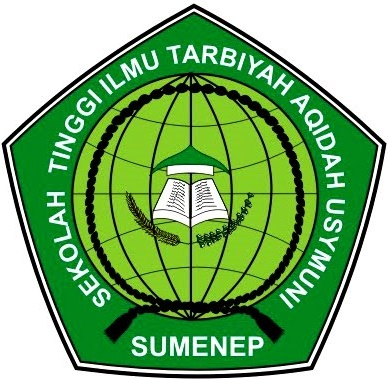 SEKOLAH TINGGI ILMU TARBIYAH AQIDAH USYMUNI
SUMENEP